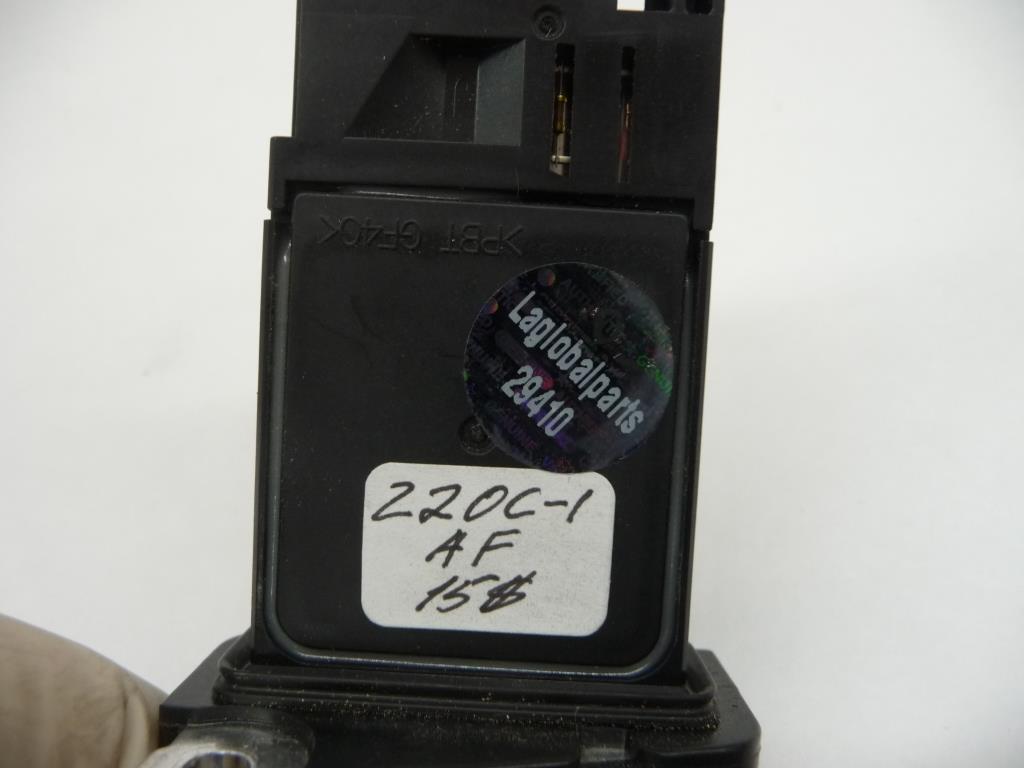 >PBT GF40<
Laglobalparts
29410
220C-1
AF
15$